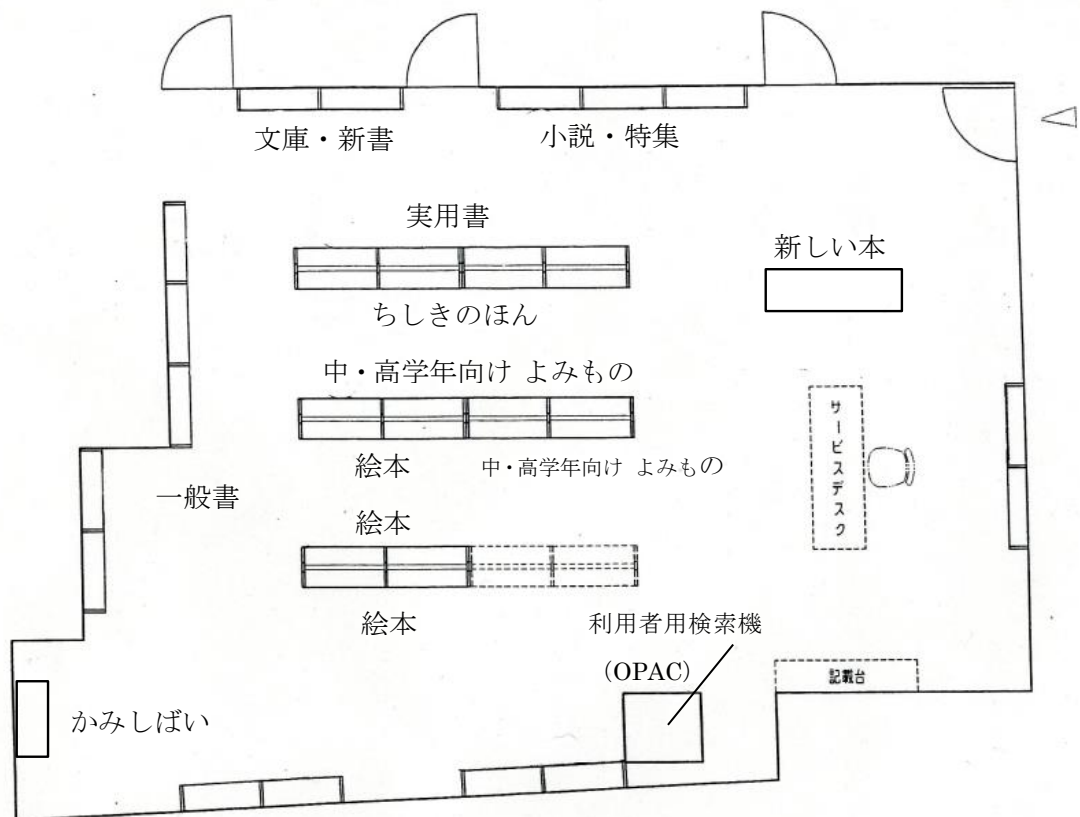 文庫・新書
小説・特集
実用書
新しい本
ちしきのほん
中・高学年向け よみもの
サービスデスク
絵本
中・高学年向け よみもの
一般書
絵本
絵本
利用者用検索機
(OPAC)
記載台
かみしばい